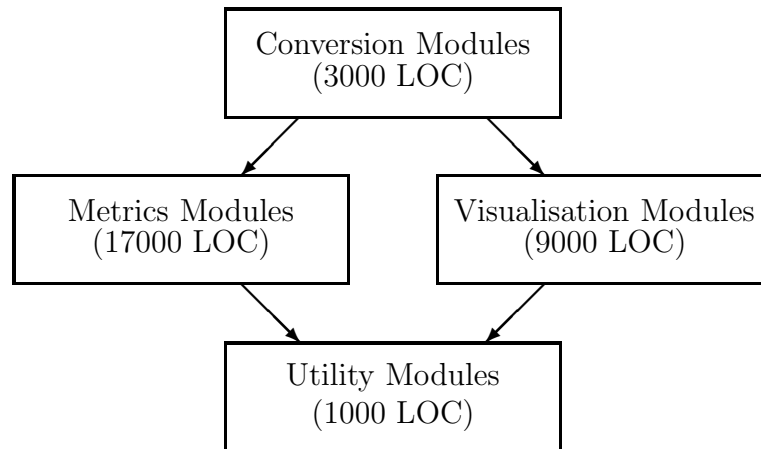 Conversion Modules
(3000 LOC)
Metrics Modules
(17000 LOC)
Visualisation Modules
(9000 LOC)
Utility Modules
(1000 LOC)